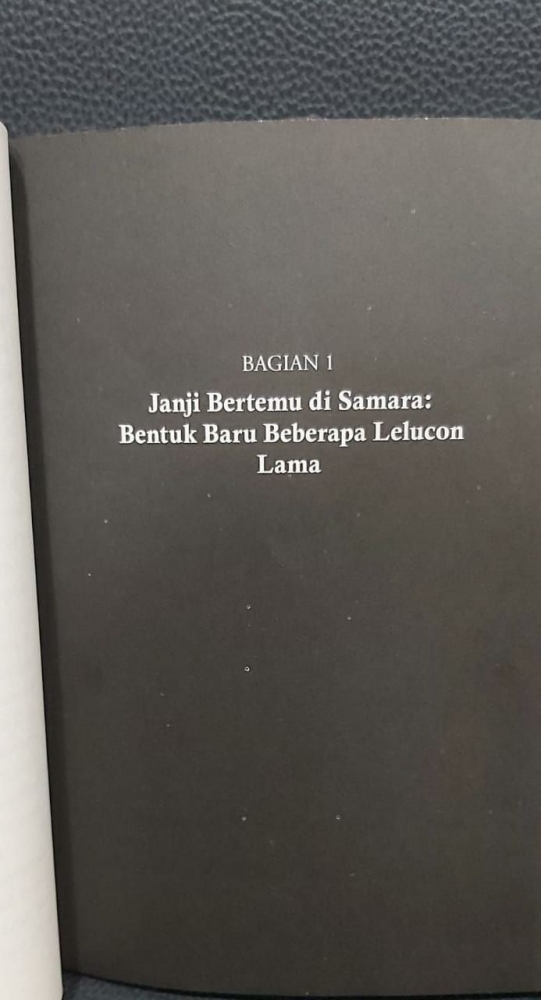 BAGIAN 1
Janji Bertemu di Samara:
Bentuk Baru Beberapa Lelucon
Lama